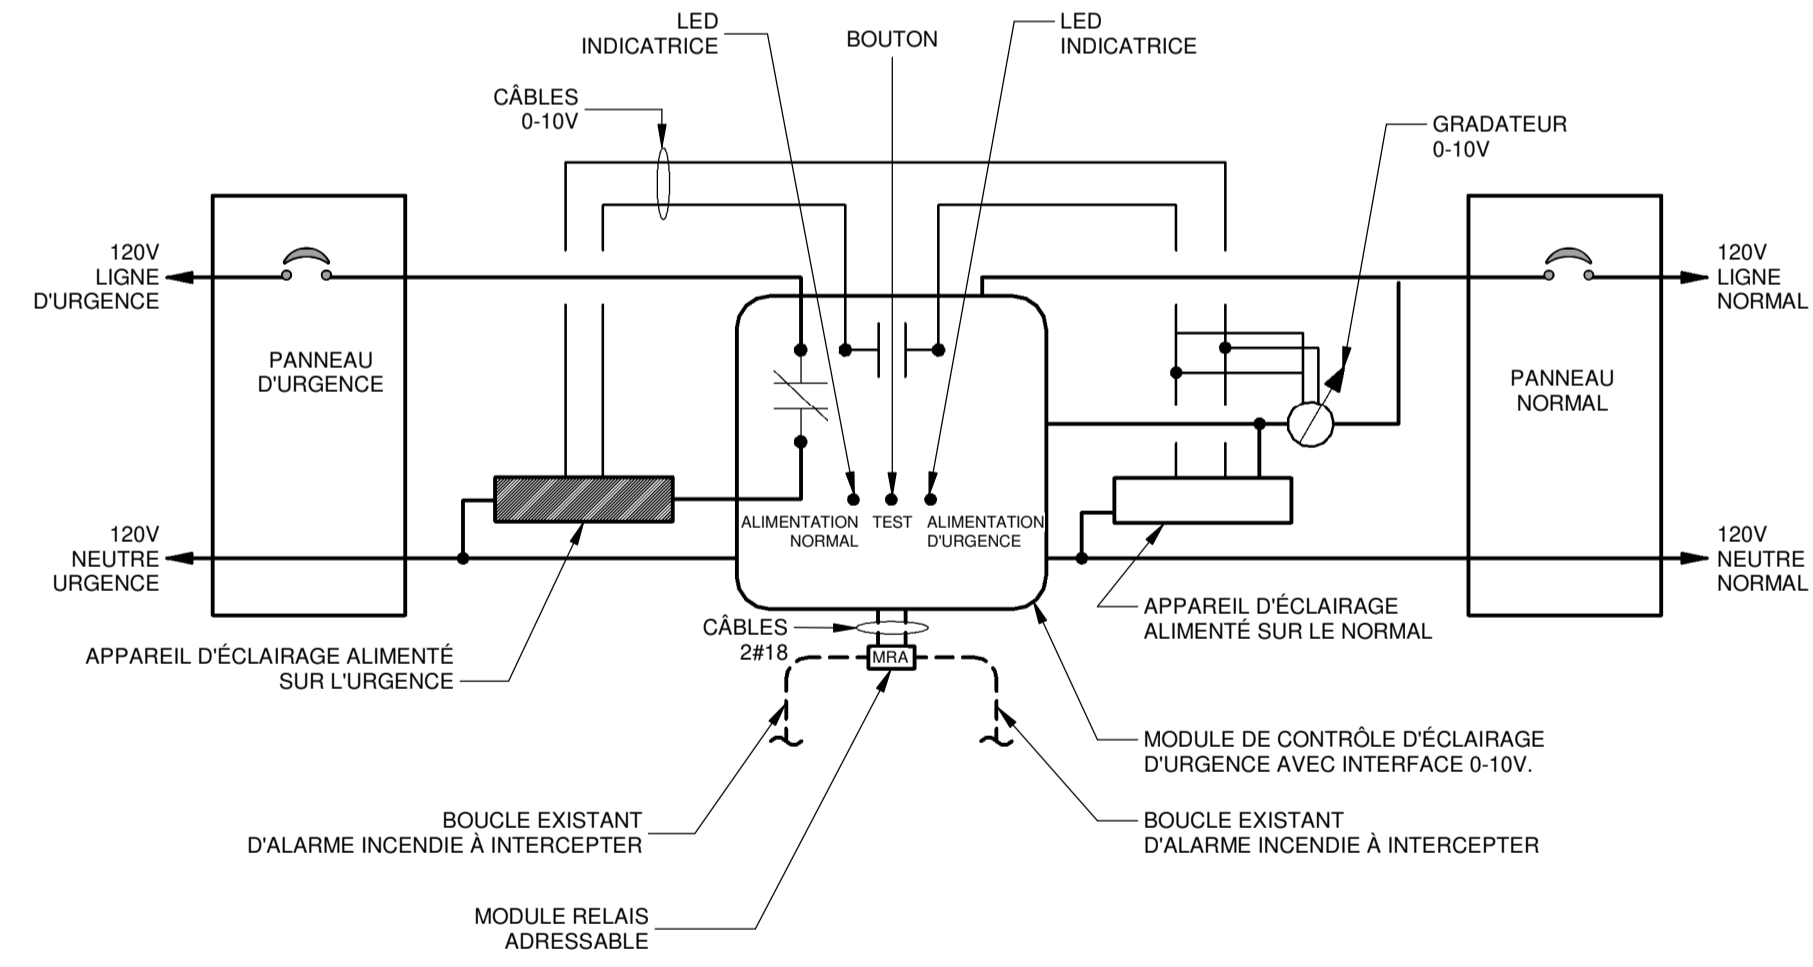 LED
INDICATRICE
BOUTON
LED
INDICATRICE
CÂBLES
0-10V
GRADATEUR
0-10V
120V
LIGNE
D'URGENCE
PANNEAU
D'URGENCE
120V
LIGNE
NORMAL
PANNEAU
NORMAL
ALIMENTATION
NORMAL
TEST
ALIMENTATION
D'URGENCE
120V
NEUTRE
URGENCE
120V
NEUTRE
NORMAL
APPAREIL D'ÉCLAIRAGE ALIMENTÉ
SUR L'URGENCE
CÂBLES
2#18
MRA
APPAREIL D'ÉCLAIRAGE
ALIMENTÉ SUR LE NORMAL
MODULE DE CONTRÔLE D'ÉCLAIRAGE
D'URGENCE AVEC INTERFACE 0-10V.
BOUCLE EXISTANT
D'ALARME INCENDIE À INTERCEPTER
BOUCLE EXISTANT
D'ALARME INCENDIE À INTERCEPTER
MODULE RELAIS
ADRESSABLE